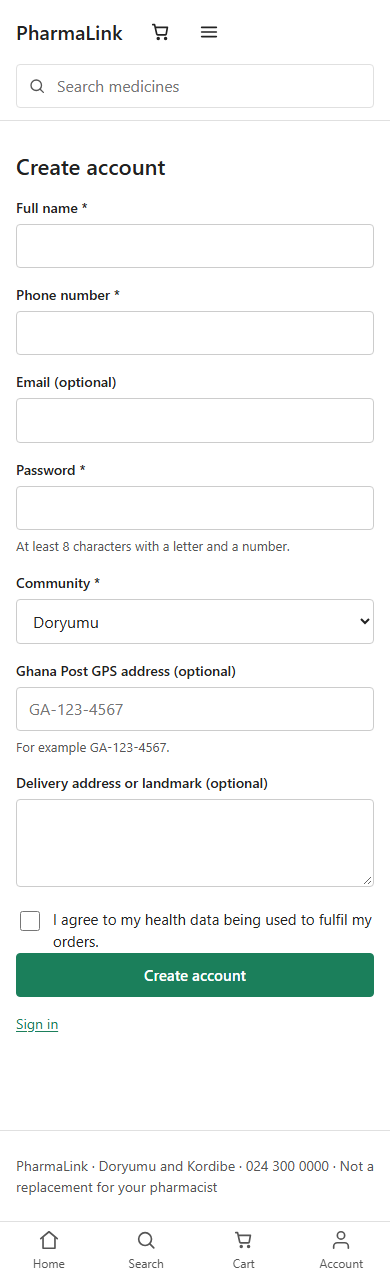 PharmaLink
Search medicines
Create account
Full name *
Phone number *
Email (optional)
Password *
At least 8 characters with a letter and a number.
Community *
Doryumu
Ghana Post GPS address (optional)
GA-123-4567
For example GA-123-4567.
Delivery address or landmark (optional)
I agree to my health data being used to fulfil my
orders.
Create account
Sign in
PharmaLink · Doryumu and Kordibe · 024 300 0000 · Not a
replacement for your pharmacist
Home Search Cart Account